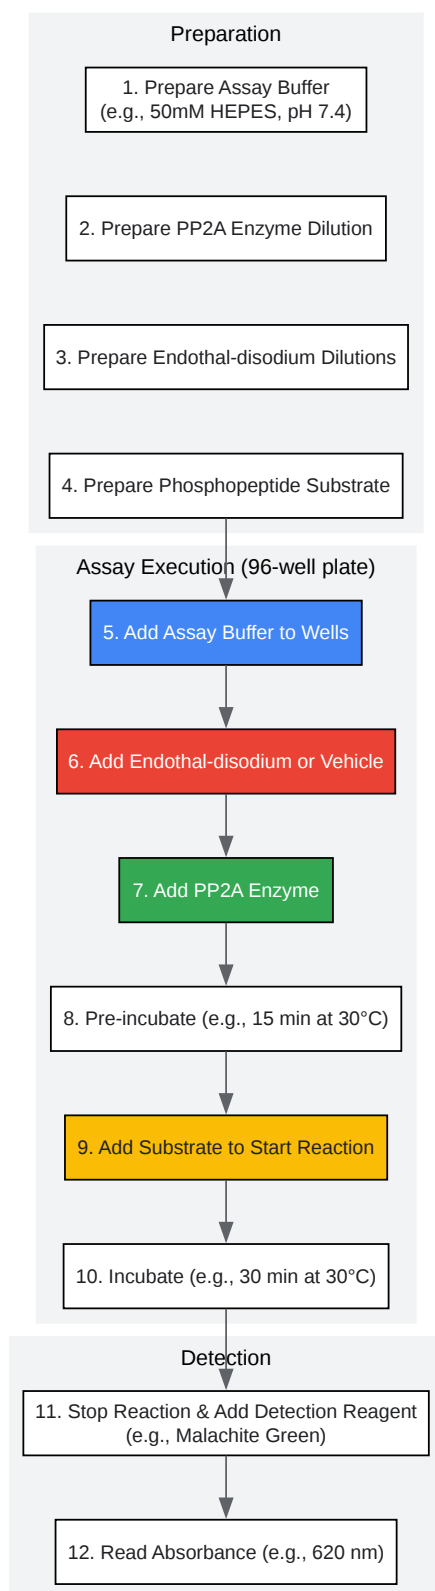 Preparation
1. Prepare Assay Buffer
(e.g., 50mM HEPES, pH 7.4)
2. Prepare PP2A Enzyme Dilution
3. Prepare Endothal-disodium Dilutions
4. Prepare Phosphopeptide Substrate
Assay Execution (96-well plate)
5. Add Assay Buffer to Wells
6. Add Endothal-disodium or Vehicle
7. Add PP2A Enzyme
8. Pre-incubate (e.g., 15 min at 30°C)
9. Add Substrate to Start Reaction
10. Incubate (e.g., 30 min at 30°C)
Detection
11. Stop Reaction & Add Detection Reagent
(e.g., Malachite Green)
12. Read Absorbance (e.g., 620 nm)